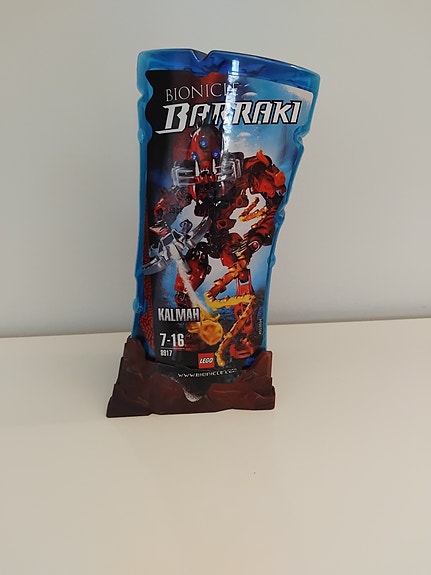 BIONICLE
BARRAKI
KALMAH
7-16
8917
LEGO
WWW.BIONICLE.COM